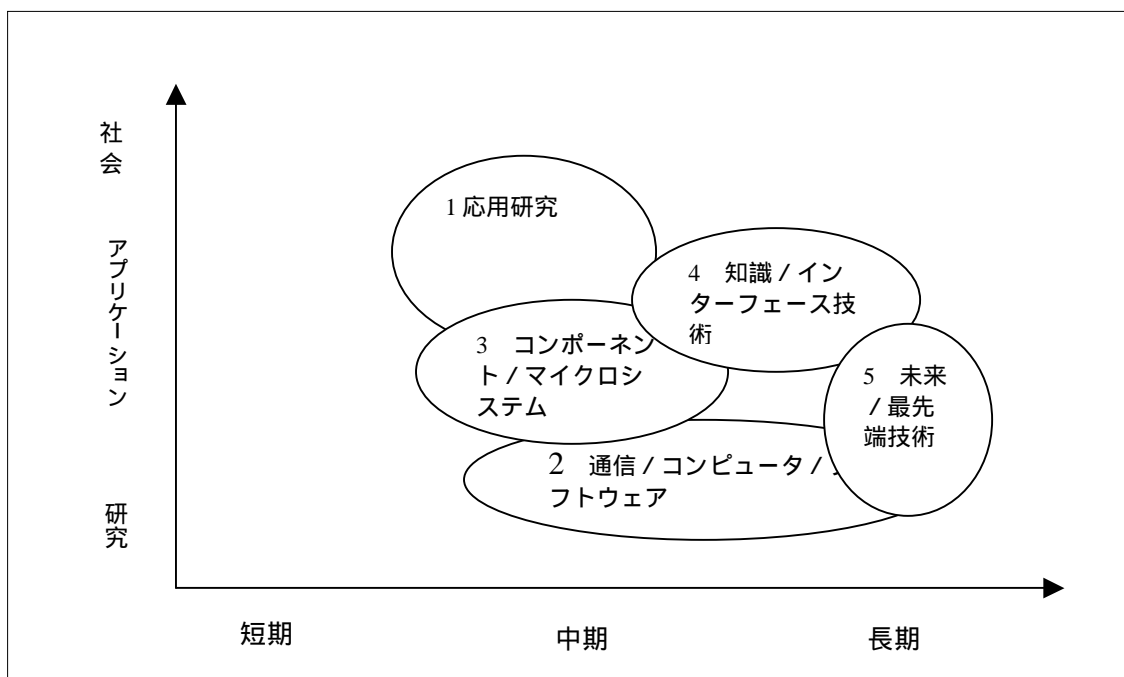 社
会
アプリケーション
研究
1 応用研究
4 知識 / イン
ターフェース技
術
3 コンポーネン
ト / マイクロシ
ステム
5 未来
/ 最先
端技術
2 通信 / コンピュータ /
フトウェア
短期
中期
長期